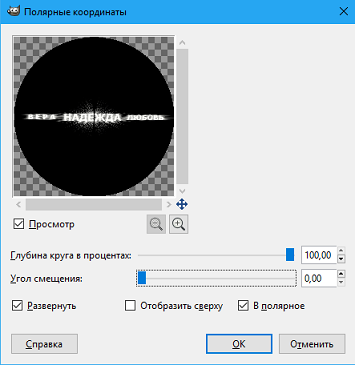 Полярные координаты
ВЕРА НАДЕЖДА ЛЮБОВЬ
Просмотр
Глубина круга в процентах: 100,00
Угол смещения: 0,00
Развернуть Отобразить сверху В полярное
Справка OK Отменить